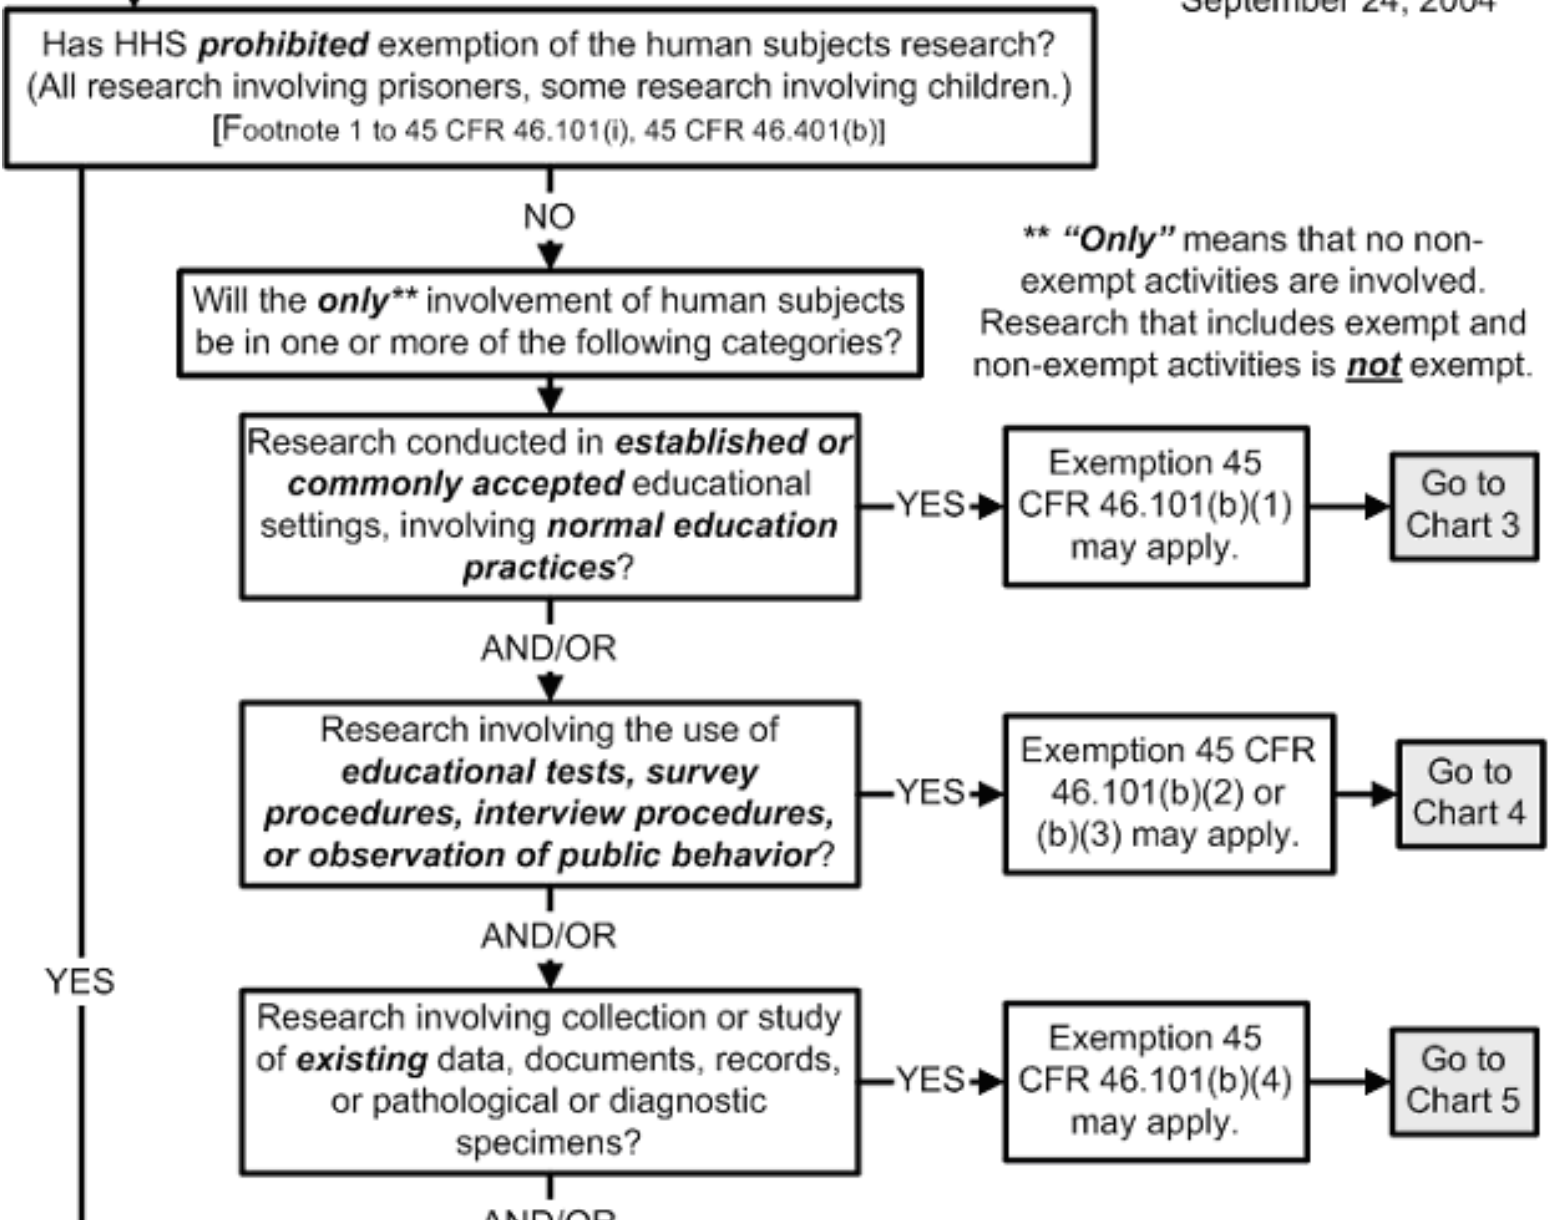 September 24, 2004
Has HHS prohibited exemption of the human subjects research?
(All research involving prisoners, some research involving children.)
[Footnote 1 to 45 CFR 46.101(i), 45 CFR 46.401(b)]
NO
** “Only” means that no non-
exempt activities are involved.
Research that includes exempt and
non-exempt activities is not exempt.
Will the only** involvement of human subjects
be in one or more of the following categories?
Research conducted in established or
commonly accepted educational
settings, involving normal education
practices?
YES
Exemption 45
CFR 46.101(b)(1)
may apply.
Go to
Chart 3
AND/OR
Research involving the use of
educational tests, survey
procedures, interview procedures,
or observation of public behavior?
YES
Exemption 45 CFR
46.101(b)(2) or
(b)(3) may apply.
Go to
Chart 4
AND/OR
YES
Research involving collection or study
of existing data, documents, records,
or pathological or diagnostic
specimens?
YES
Exemption 45
CFR 46.101(b)(4)
may apply.
Go to
Chart 5
AND/OR